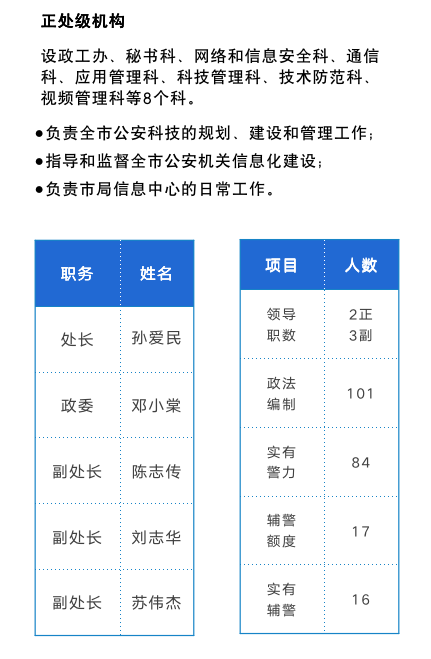 正处级机构
设政工办、秘书科、网络和信息安全科、通信
科、应用管理科、科技管理科、技术防范科、
视频管理科等8个科。
●负责全市公安科技的规划、建设和管理工作；
●指导和监督全市公安机关信息化建设；
●负责市局信息中心的日常工作。
职务 姓名
处长 孙爱民
政委 邓小棠
副处长 陈志传
副处长 刘志华
副处长 苏伟杰
项目 人数
领导 2正
职数 3副
政法
编制 101
实有
警力 84
辅警
额度 17
实有
辅警 16